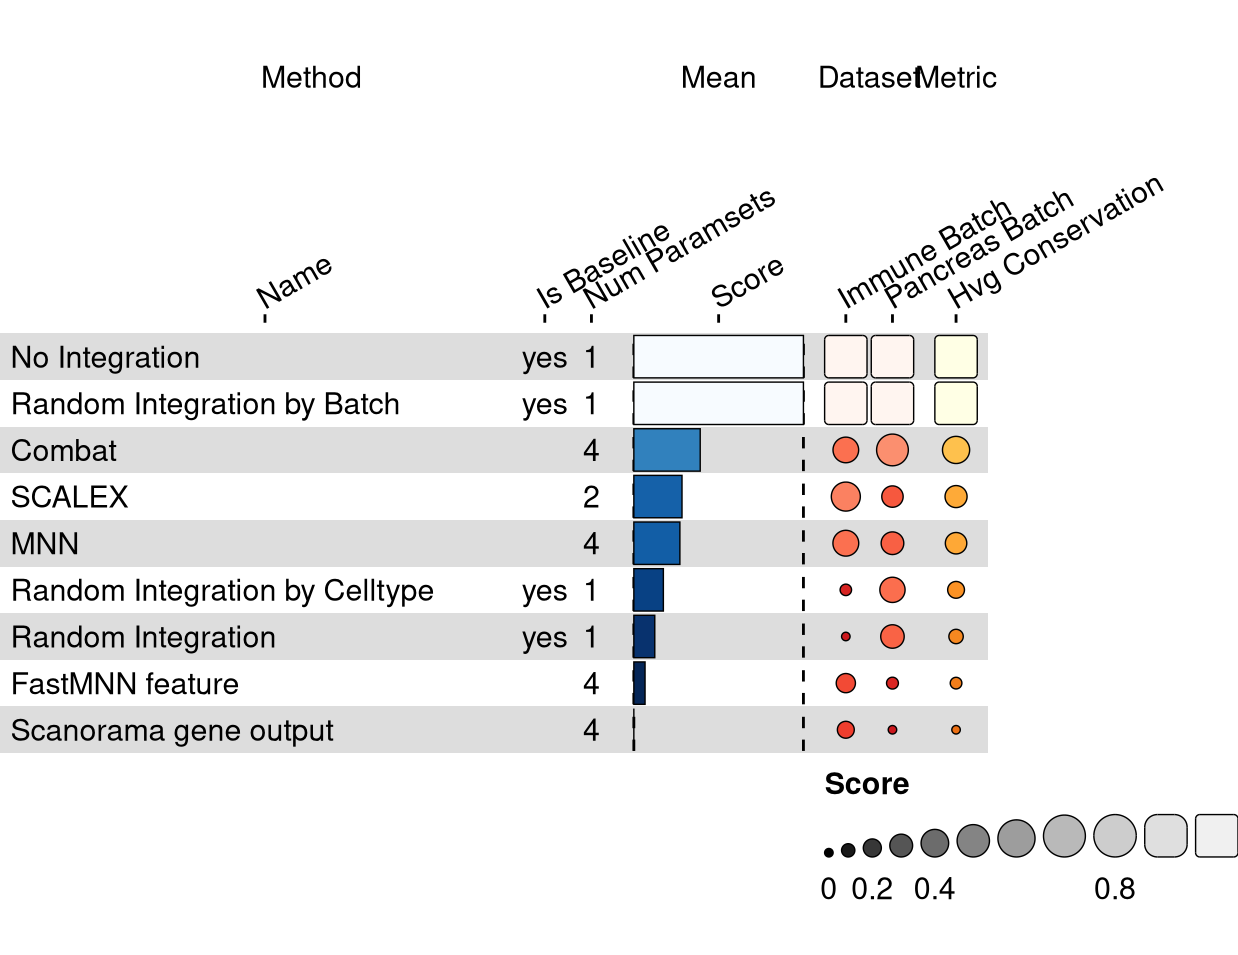 Method Mean Dataset Metric
Name Is Baseline Num Paramsets Score Immune Batch Pancreas Batch Hvg Conservation
No Integration yes 1
Random Integration by Batch yes 1
Combat 4
SCALEX 2
MNN 4
Random Integration by Celltype yes 1
Random Integration yes 1
FastMNN feature 4
Scanorama gene output 4
Score
0 0.2 0.4 0.8